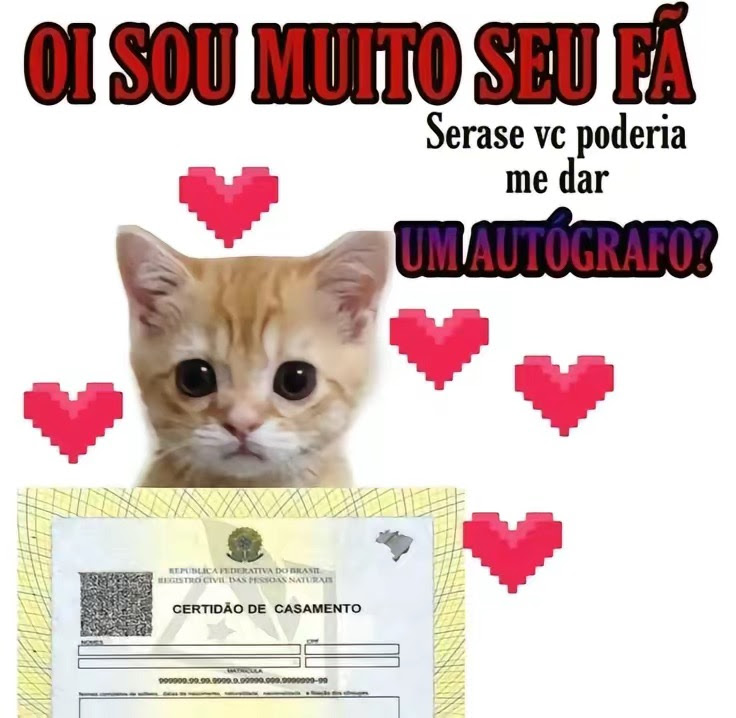 OI SOU MUITO SEU FÃ
Serase vc poderia
me dar
UM AUTÓGRAFO?
REPÚBLICA FEDERATIVA DO BRASIL
REGISTRO CIVIL DAS PESSOAS NATURAIS
CERTIDÃO DE CASAMENTO
NOMES
CPF
MATRÍCULA